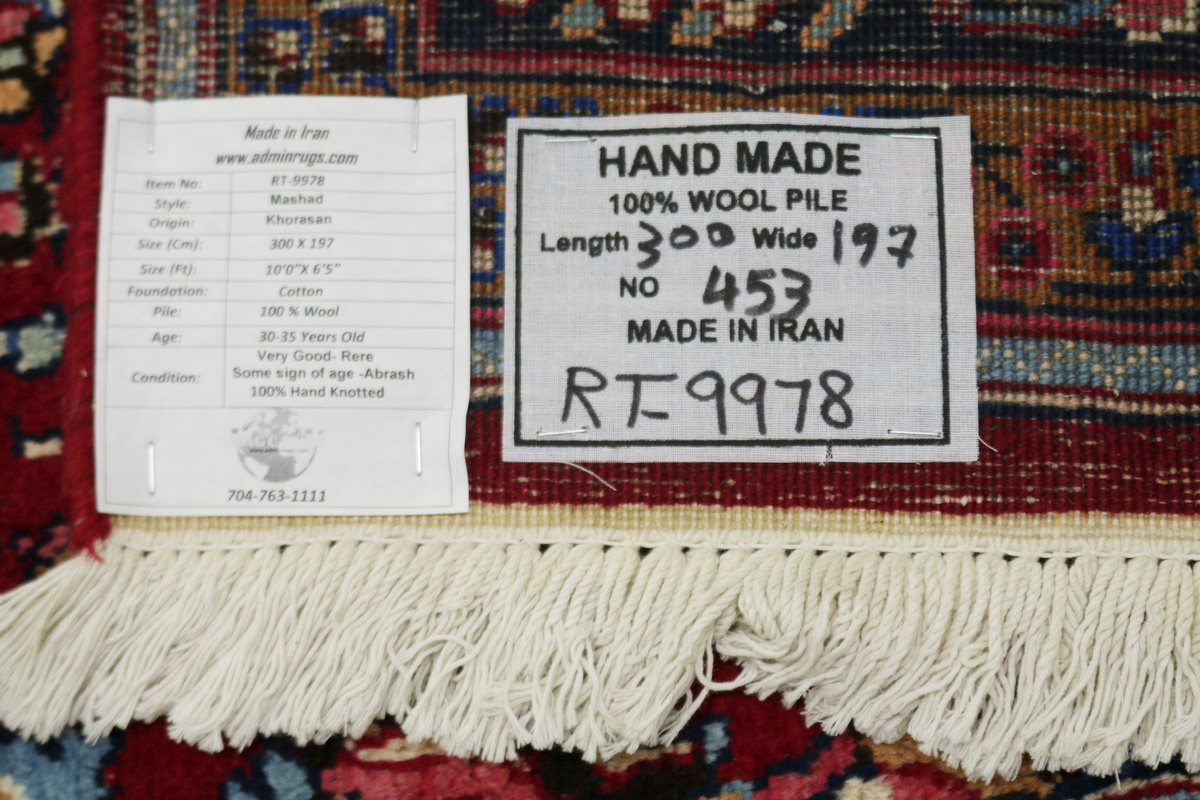 Made in Iran
www.adminrugs.com
Item No: RT-9978
Style: Mashad
Origin: Khorasan
Size (Cm): 300 X 197
Size (Ft): 10'0"X 6'5"
Foundation: Cotton
Pile: 100 % Wool
Age: 30-35 Years Old
Condition: Very Good- Rere
Some sign of age -Abrash
100% Hand Knotted
704-763-1111
HAND MADE
100% WOOL PILE
Length 300 Wide 197
NO 453
MADE IN IRAN
RT-9978